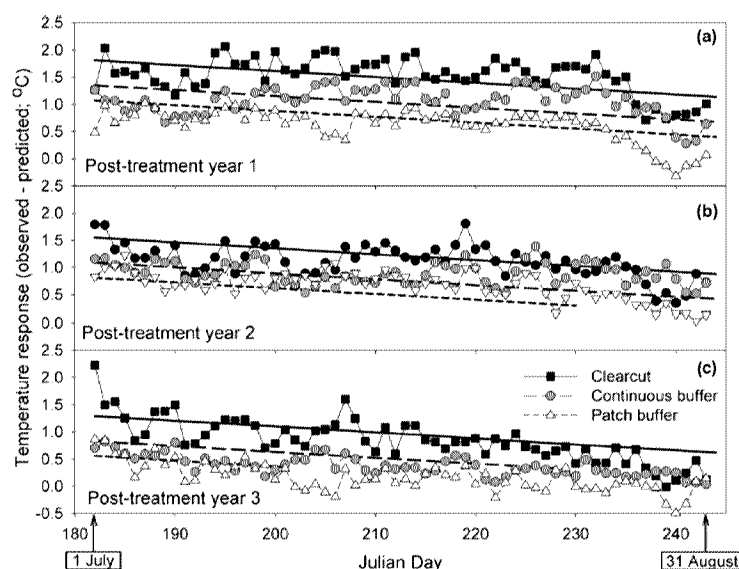 Temperature response (observed - predicted; °C)
2.5
2.0
1.5
1.0
0.5
0.0
(a)
Post-treatment year 1
2.5
2.0
1.5
1.0
0.5
0.0
(b)
Post-treatment year 2
2.5
2.0
1.5
1.0
0.5
0.0
-0.5
(c)
Clearcut
Continuous buffer
Patch buffer
Post-treatment year 3
180
190
200
210
220
230
240
1 July
Julian Day
31 August